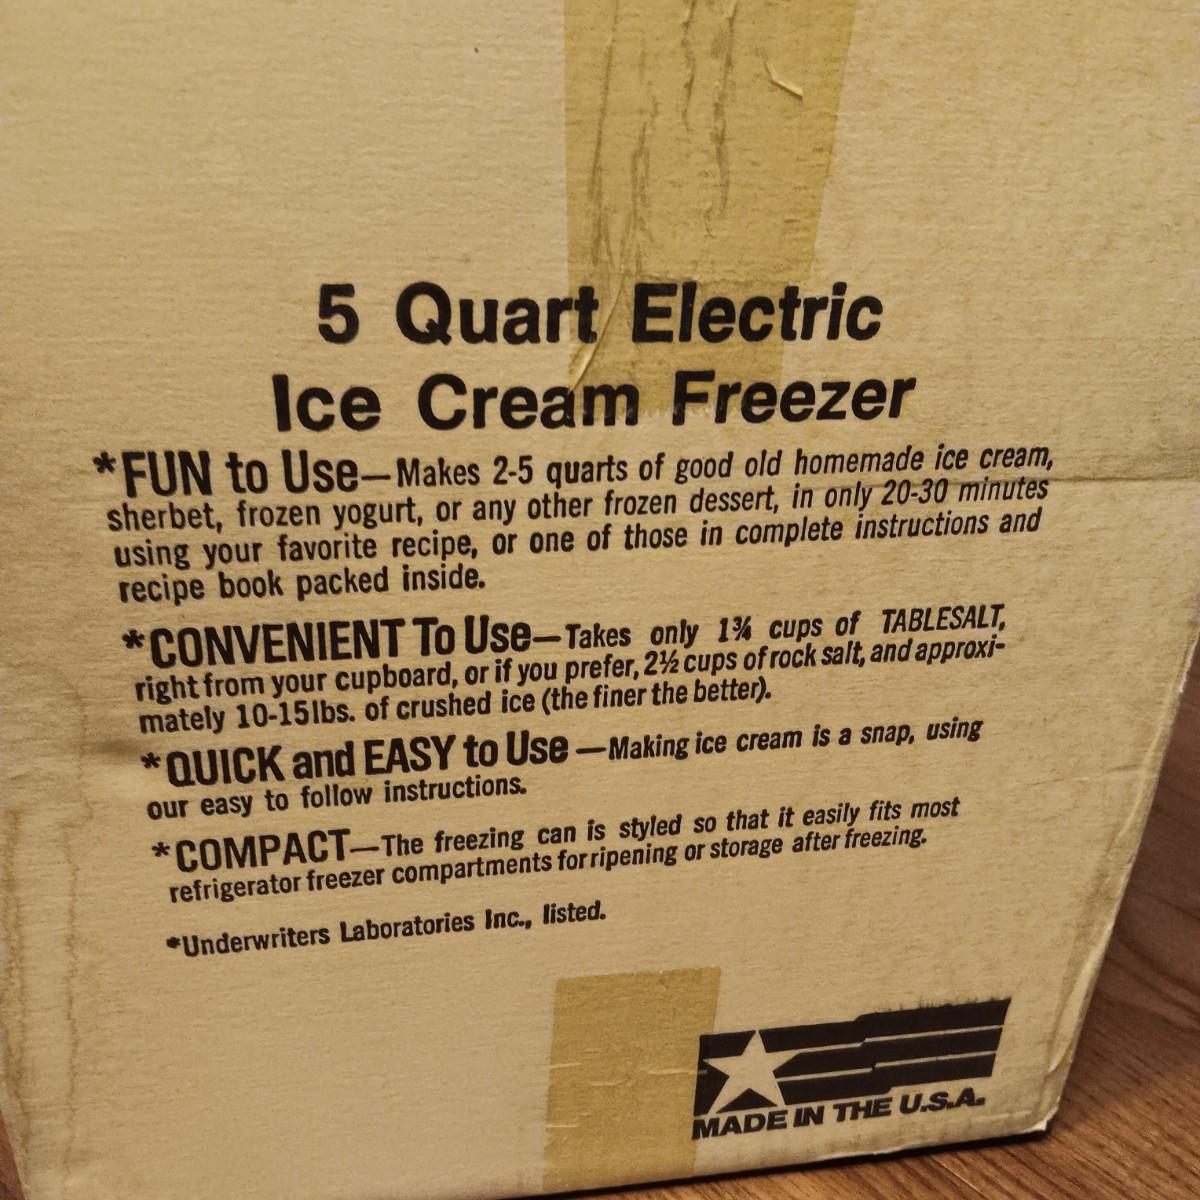 5 Quart Electric
Ice Cream Freezer
*FUN to Use—Makes 2-5 quarts of good old homemade ice cream,
sherbet, frozen yogurt, or any other frozen dessert, in only 20-30 minutes
using your favorite recipe, or one of those in complete instructions and
recipe book packed inside.
*CONVENIENT To Use—Takes only 1¾ cups of TABLESALT,
right from your cupboard, or if you prefer, 2½ cups of rock salt, and approxi-
mately 10-15lbs. of crushed ice (the finer the better).
*QUICK and EASY to Use—Making ice cream is a snap, using
our easy to follow instructions.
*COMPACT—The freezing can is styled so that it easily fits most
refrigerator freezer compartments for ripening or storage after freezing.
*Underwriters Laboratories Inc., listed.
MADE IN THE U.S.A.